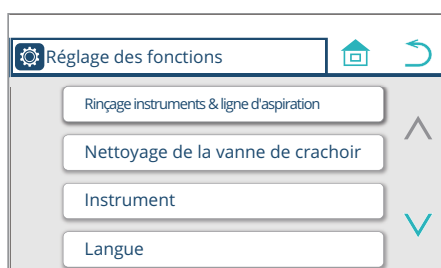 Réglage des fonctions
Rinçage instruments & ligne d'aspiration
Nettoyage de la vanne de crachoir
Instrument
Langue